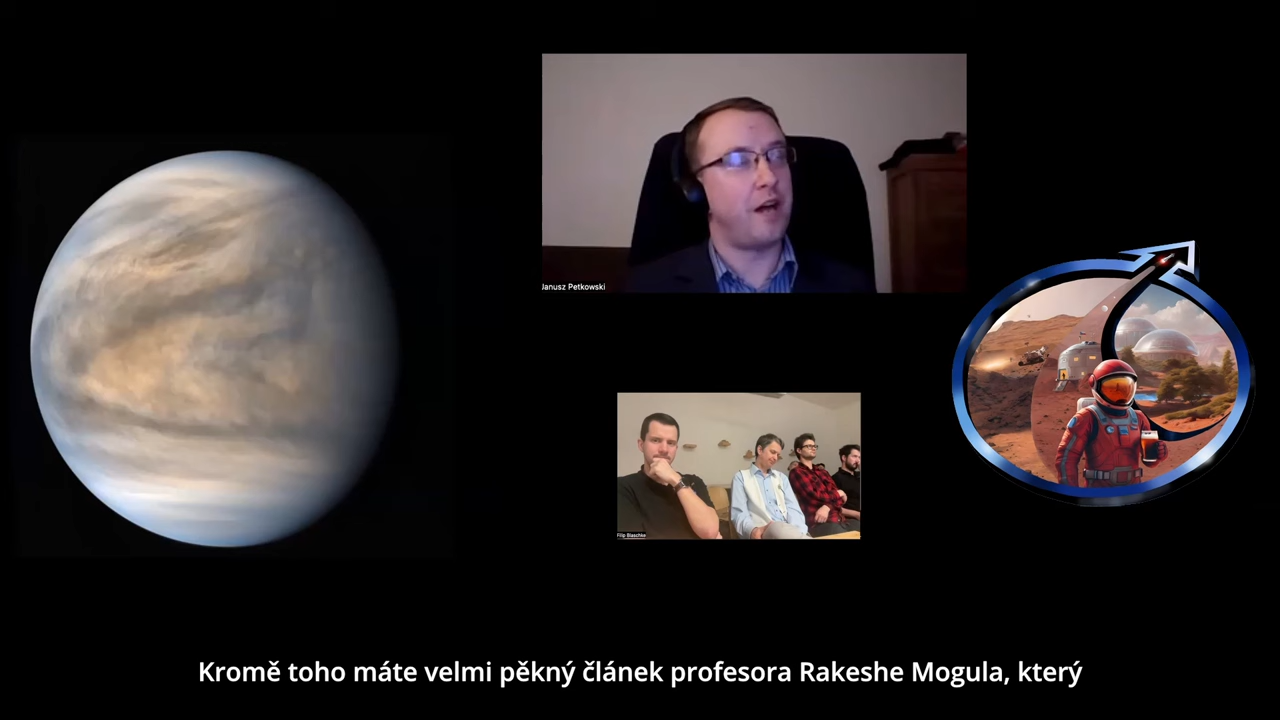 Janusz Petkowski
Filip Blaschke
Kromě toho máte velmi pěkný článek profesora Rakeshe Mogula, který